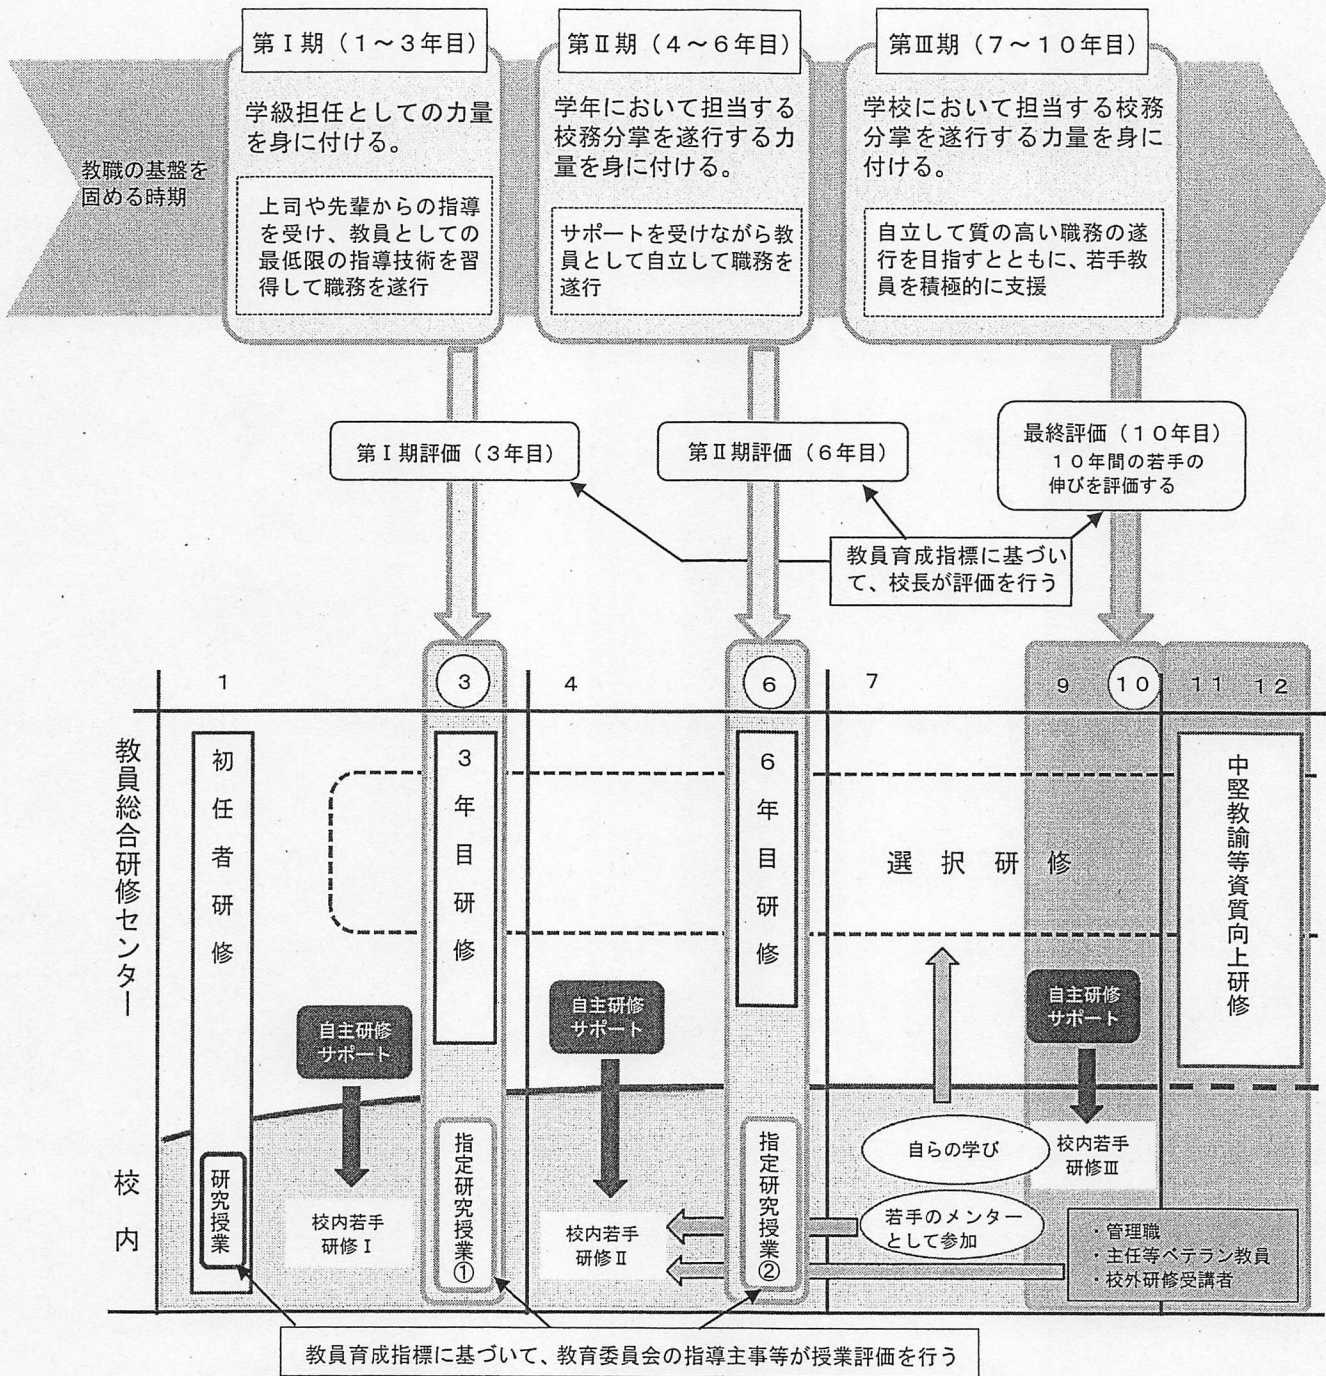 第Ⅰ期（１～３年目）
第Ⅱ期（４～６年目）
第Ⅲ期（７～１０年目）
教職の基盤を
固める時期
学級担任としての力量
を身に付ける。
上司や先輩からの指導
を受け、教員としての
最低限の指導技術を習
得して職務を遂行
学年において担当する
校務分掌を遂行する力
量を身に付ける。
サポートを受けながら教
員として自立して職務を
遂行
学校において担当する校務
分掌を遂行する力量を身に
付ける。
自立して質の高い職務の遂
行を目指すとともに、若手教
員を積極的に支援
第Ⅰ期評価（３年目）
第Ⅱ期評価（６年目）
最終評価（１０年目）
１０年間の若手の
伸びを評価する
教員育成指標に基づい
て、校長が評価を行う
１
３
４
６
７
９
１０
１１
１２
教員総合研修センター
初任者研修
３年目研修
６年目研修
選択研修
中堅教諭等資質向上研修
自主研修
サポート
自主研修
サポート
自主研修
サポート
校内
研究授業
校内若手
研修Ⅰ
指定研究授業①
校内若手
研修Ⅱ
指定研究授業②
自らの学び
若手のメンター
として参加
校内若手
研修Ⅲ
・管理職
・主任等ベテラン教員
・校外研修受講者
教員育成指標に基づいて、教育委員会の指導主事等が授業評価を行う